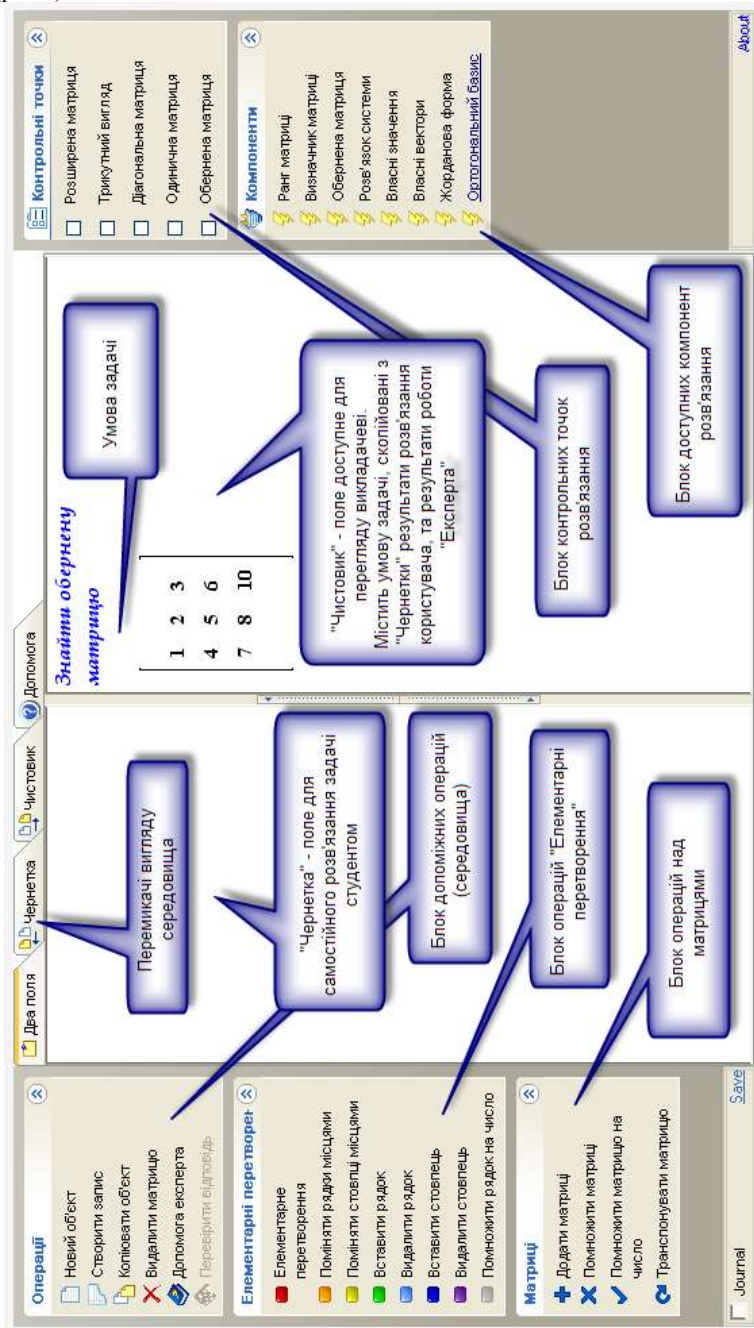 Операції
Новий об'єкт
Створити запис
Копіювати об'єкт
Видалити матрицю
Допомога експерта
Перевірити відповідь
Елементарні перетворен
Елементарне
перетворення
Поміняти рядки місцями
Поміняти стовпці місцями
Вставити рядок
Видалити рядок
Вставити стовпець
Видалити стовпець
Помножити рядок на число
Матриці
Додати матриці
Помножити матриці
Помножити матрицю на
число
Транспонувати матрицю
Journal
Save
Два поля
Чернетка
Чистовик
Допомога
Перемикачі вигляду
середовища
"Чернетка" - поле для
самостійного розв'язання задачі
студентом
Блок допоміжних операцій
(середовища)
Блок операцій "Елементарні
перетворення"
Блок операцій над
матрицями
Знайти обернену
матрицю
1 2 3
4 5 6
7 8 10
Умова задачі
"Чистовик" - поле доступне для
перегляду викладачеві.
Містить умову задачі, скопійовані з
"Чернетки" результати розв'язання
користувача, та результати роботи
"Експерта"
Блок контрольних точок
розв'язання
Блок доступних компонент
розв'язання
Контрольні точки
Розширена матриця
Трикутний вигляд
Діагональна матриця
Одинична матриця
Обернена матриця
Компоненти
Ранг матриці
Визначник матриці
Обернена матриця
Розв'язок системи
Власні значення
Власні вектори
Жорданова форма
Ортогональний базис
About